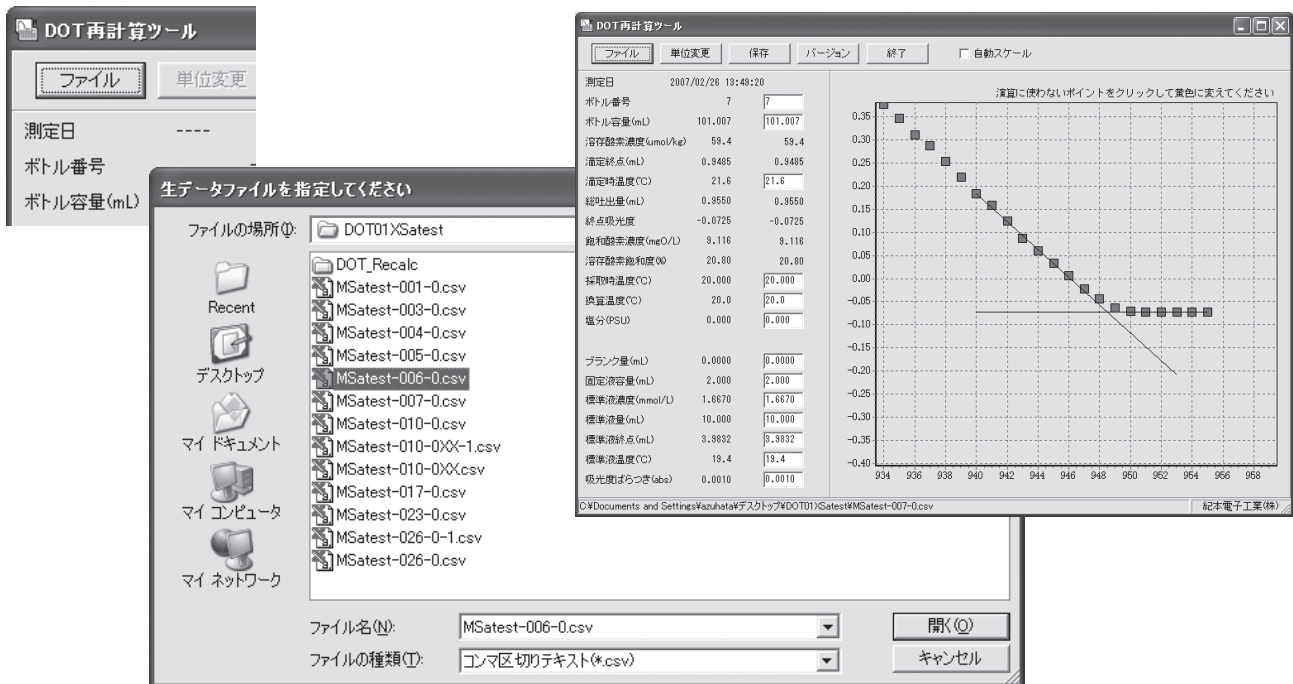 DOT再計算ツール
ファイル
単位変更
測定日 ----
ボトル番号
ボトル容量(mL)
生データファイルを指定してください
ファイルの場所(I):
DOT01XSatest
Recent
デスクトップ
マイ ドキュメント
マイ コンピュータ
マイ ネットワーク
DOT_Recalc
MSatest-001-0.csv
MSatest-003-0.csv
MSatest-004-0.csv
MSatest-005-0.csv
MSatest-006-0.csv
MSatest-007-0.csv
MSatest-010-0.csv
MSatest-010-0XX-1.csv
MSatest-010-0XX.csv
MSatest-017-0.csv
MSatest-023-0.csv
MSatest-026-0-1.csv
MSatest-026-0.csv
ファイル名(N): MSatest-006-0.csv
開く(O)
ファイルの種類(T): コンマ区切りテキスト(*.csv)
キャンセル
DOT再計算ツール
ファイル 単位変更 保存 バージョン 終了 自動スケール
測定日 2007/02/26 13:49:20
ボトル番号 7 7
ボトル容量(mL) 101.007 101.007
溶存酸素濃度(umol/kg) 59.4 59.4
滴定終点(mL) 0.9485 0.9485
滴定時温度(℃) 21.6 21.6
総吐出量(mL) 0.9550 0.9550
終点吸光度 -0.0725 -0.0725
飽和酸素濃度(mgO/L) 9.116 9.116
溶存酸素飽和度(%) 20.80 20.80
採取時温度(℃) 20.000 20.000
換算温度(℃) 20.0 20.0
塩分(PSU) 0.000 0.000
ブランク量(mL) 0.0000 0.0000
固定液容量(mL) 2.000 2.000
標準液濃度(mmol/L) 1.6670 1.6670
標準液量(mL) 10.000 10.000
標準液終点(mL) 3.9832 3.9832
標準液温度(℃) 19.4 19.4
吸光度ばらつき(abs) 0.0010 0.0010
演算に使わないポイントをクリックして黄色に変えてください
0.35
0.30
0.25
0.20
0.15
0.10
0.05
0.00
-0.05
-0.10
-0.15
-0.20
-0.25
-0.30
-0.35
-0.40
934 936 938 940 942 944 946 948 950 952 954 956 958
C:¥Documents and Settings¥azuhata¥デスクトップ¥DOT01XSatest¥MSatest-007-0.csv
紀本電子工業(株)